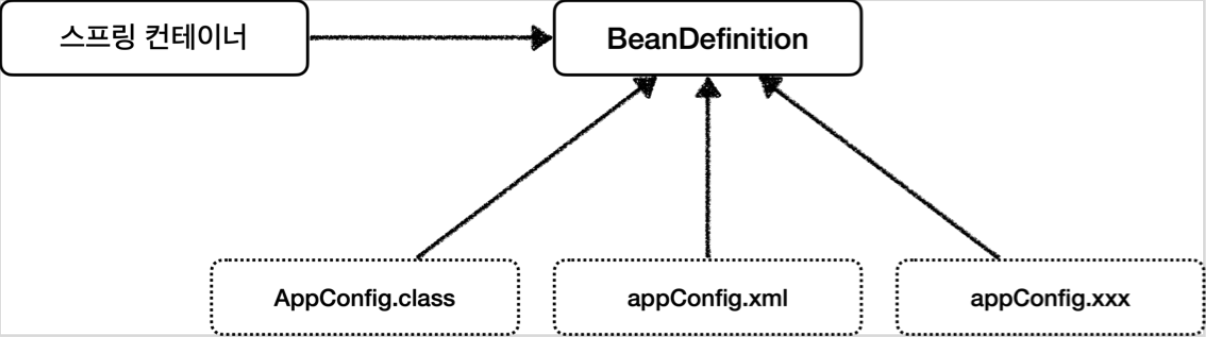 스프링 컨테이너
BeanDefinition
AppConfig.class
appConfig.xml
appConfig.xxx